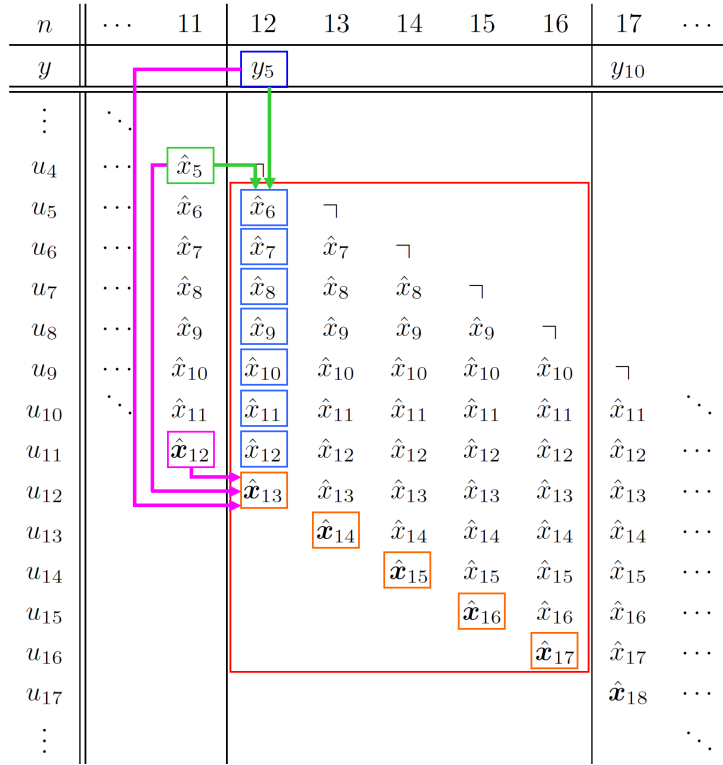 n ⋯ 11 12 13 14 15 16 17 ⋯
y y₅ y₁₀
⋮ ⋱
u₄ ⋯ x̂₅ ¬
u₅ ⋯ x̂₆ x̂₆ ¬
u₆ ⋯ x̂₇ x̂₇ x̂₇ ¬
u₇ ⋯ x̂₈ x̂₈ x̂₈ x̂₈ ¬
u₈ ⋯ x̂₉ x̂₉ x̂₉ x̂₉ x̂₉ ¬
u₉ ⋯ x̂₁₀ x̂₁₀ x̂₁₀ x̂₁₀ x̂₁₀ x̂₁₀ ¬
u₁₀ ⋱ x̂₁₁ x̂₁₁ x̂₁₁ x̂₁₁ x̂₁₁ x̂₁₁ x̂₁₁ ⋱
u₁₁ x̂₁₂ x̂₁₂ x̂₁₂ x̂₁₂ x̂₁₂ x̂₁₂ x̂₁₂ ⋯
u₁₂ x̂₁₃ x̂₁₃ x̂₁₃ x̂₁₃ x̂₁₃ x̂₁₃ ⋯
u₁₃ x̂₁₄ x̂₁₄ x̂₁₄ x̂₁₄ x̂₁₄ ⋯
u₁₄ x̂₁₅ x̂₁₅ x̂₁₅ x̂₁₅ ⋯
u₁₅ x̂₁₆ x̂₁₆ x̂₁₆ ⋯
u₁₆ x̂₁₇ x̂₁₇ ⋯
u₁₇ x̂₁₈ ⋯
⋮ ⋱